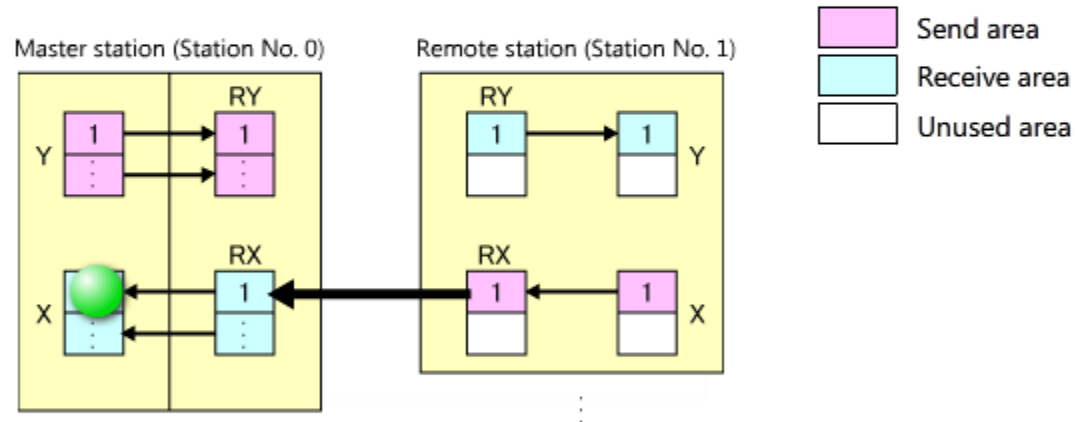 Master station (Station No. 0)
Remote station (Station No. 1)
Send area
Receive area
Unused area
RY
RY
Y
1
1
1
1
Y
RX
RX
X
1
1
1
X